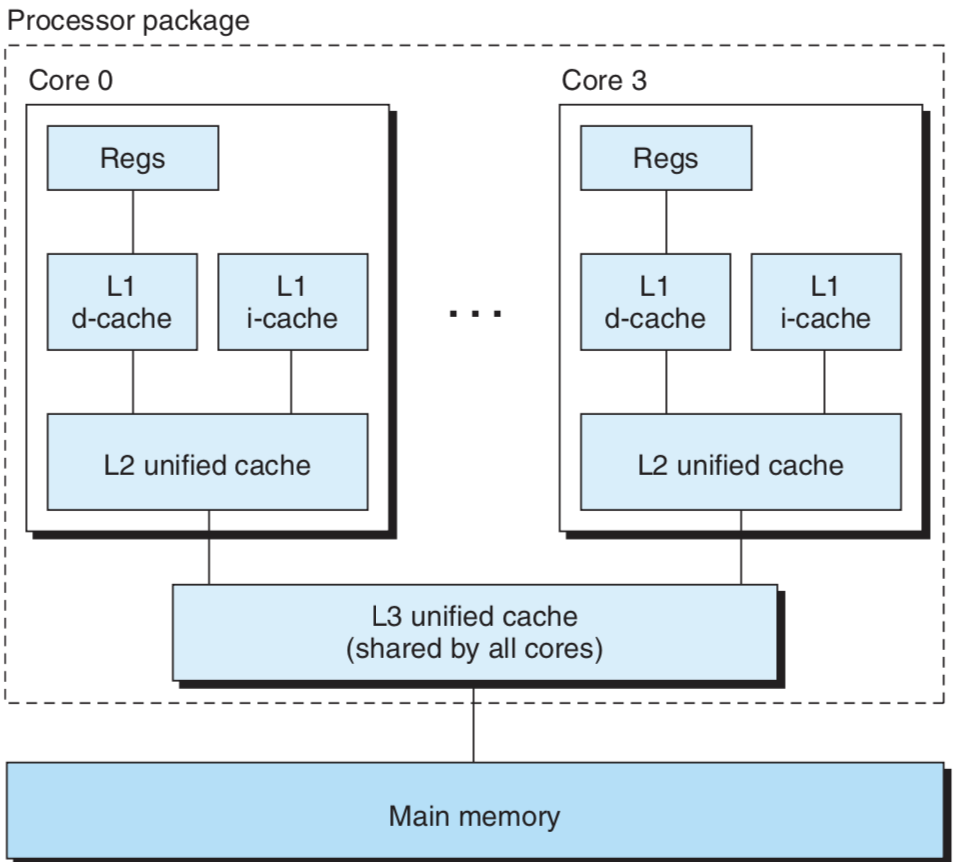 Processor package
Core 0
Regs
L1
d-cache
L1
i-cache
L2 unified cache
...
Core 3
Regs
L1
d-cache
L1
i-cache
L2 unified cache
L3 unified cache
(shared by all cores)
Main memory